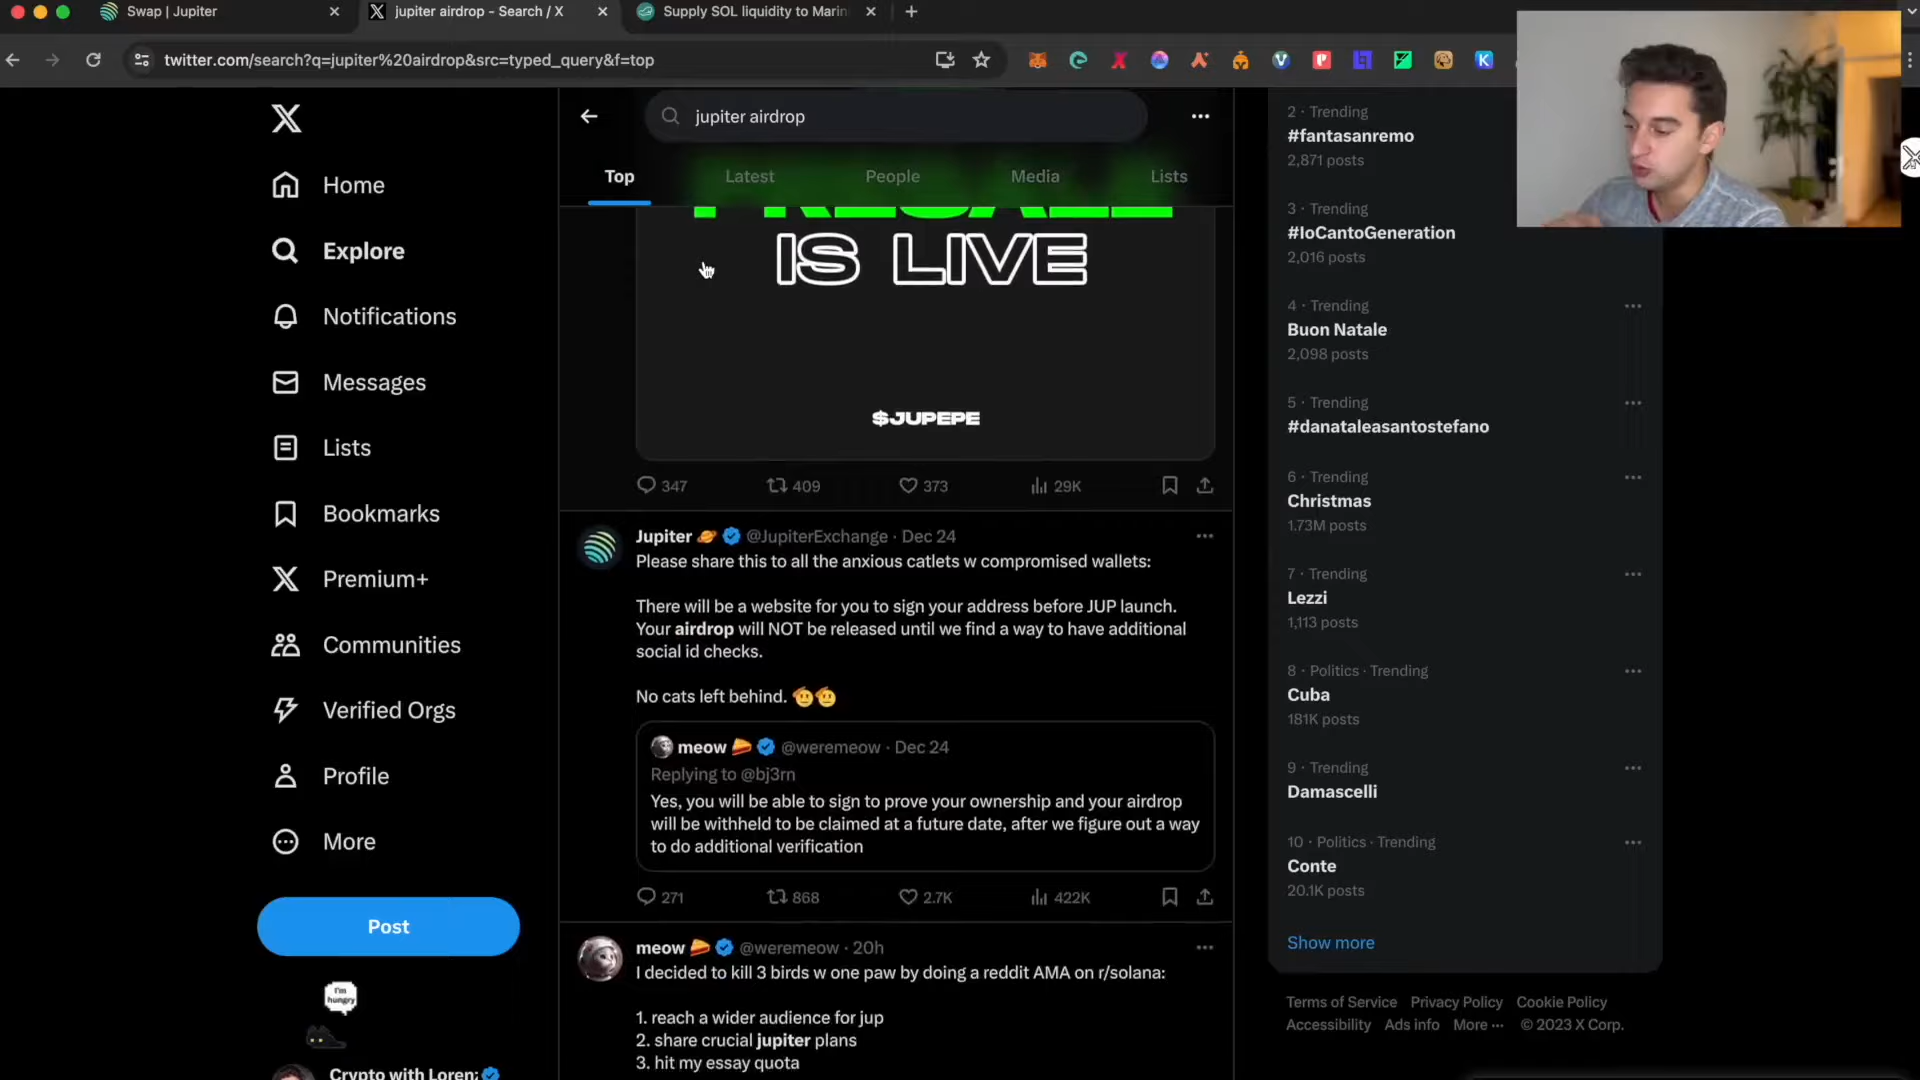 Swap | Jupiter
jupiter airdrop - Search / X
Supply SOL liquidity to Marin
twitter.com/search?q=jupiter%20airdrop&src=typed_query&f=top
jupiter airdrop
Top
Latest
People
Media
Lists
Home
Explore
Notifications
Messages
Lists
Bookmarks
Premium+
Communities
Verified Orgs
Profile
More
Post
I'm
hungry
Crypto with Loren
IS LIVE
$JUPEPE
347
409
373
29K
Jupiter 🪐 @JupiterExchange · Dec 24
Please share this to all the anxious catlets w compromised wallets:
There will be a website for you to sign your address before JUP launch.
Your airdrop will NOT be released until we find a way to have additional
social id checks.
No cats left behind. 🫡🫡
meow @weremeow · Dec 24
Replying to @bj3rn
Yes, you will be able to sign to prove your ownership and your airdrop
will be withheld to be claimed at a future date, after we figure out a way
to do additional verification
271
868
2.7K
422K
meow @weremeow · 20h
I decided to kill 3 birds w one paw by doing a reddit AMA on r/solana:
1. reach a wider audience for jup
2. share crucial jupiter plans
3. hit my essay quota
2 · Trending
#fantasanremo
2,871 posts
3 · Trending
#IoCantoGeneration
2,016 posts
4 · Trending
Buon Natale
2,098 posts
5 · Trending
#danataleasantostefano
6 · Trending
Christmas
1.73M posts
7 · Trending
Lezzi
1,113 posts
8 · Politics · Trending
Cuba
181K posts
9 · Trending
Damascelli
10 · Politics · Trending
Conte
20.1K posts
Show more
Terms of Service Privacy Policy Cookie Policy
Accessibility Ads info More ··· © 2023 X Corp.